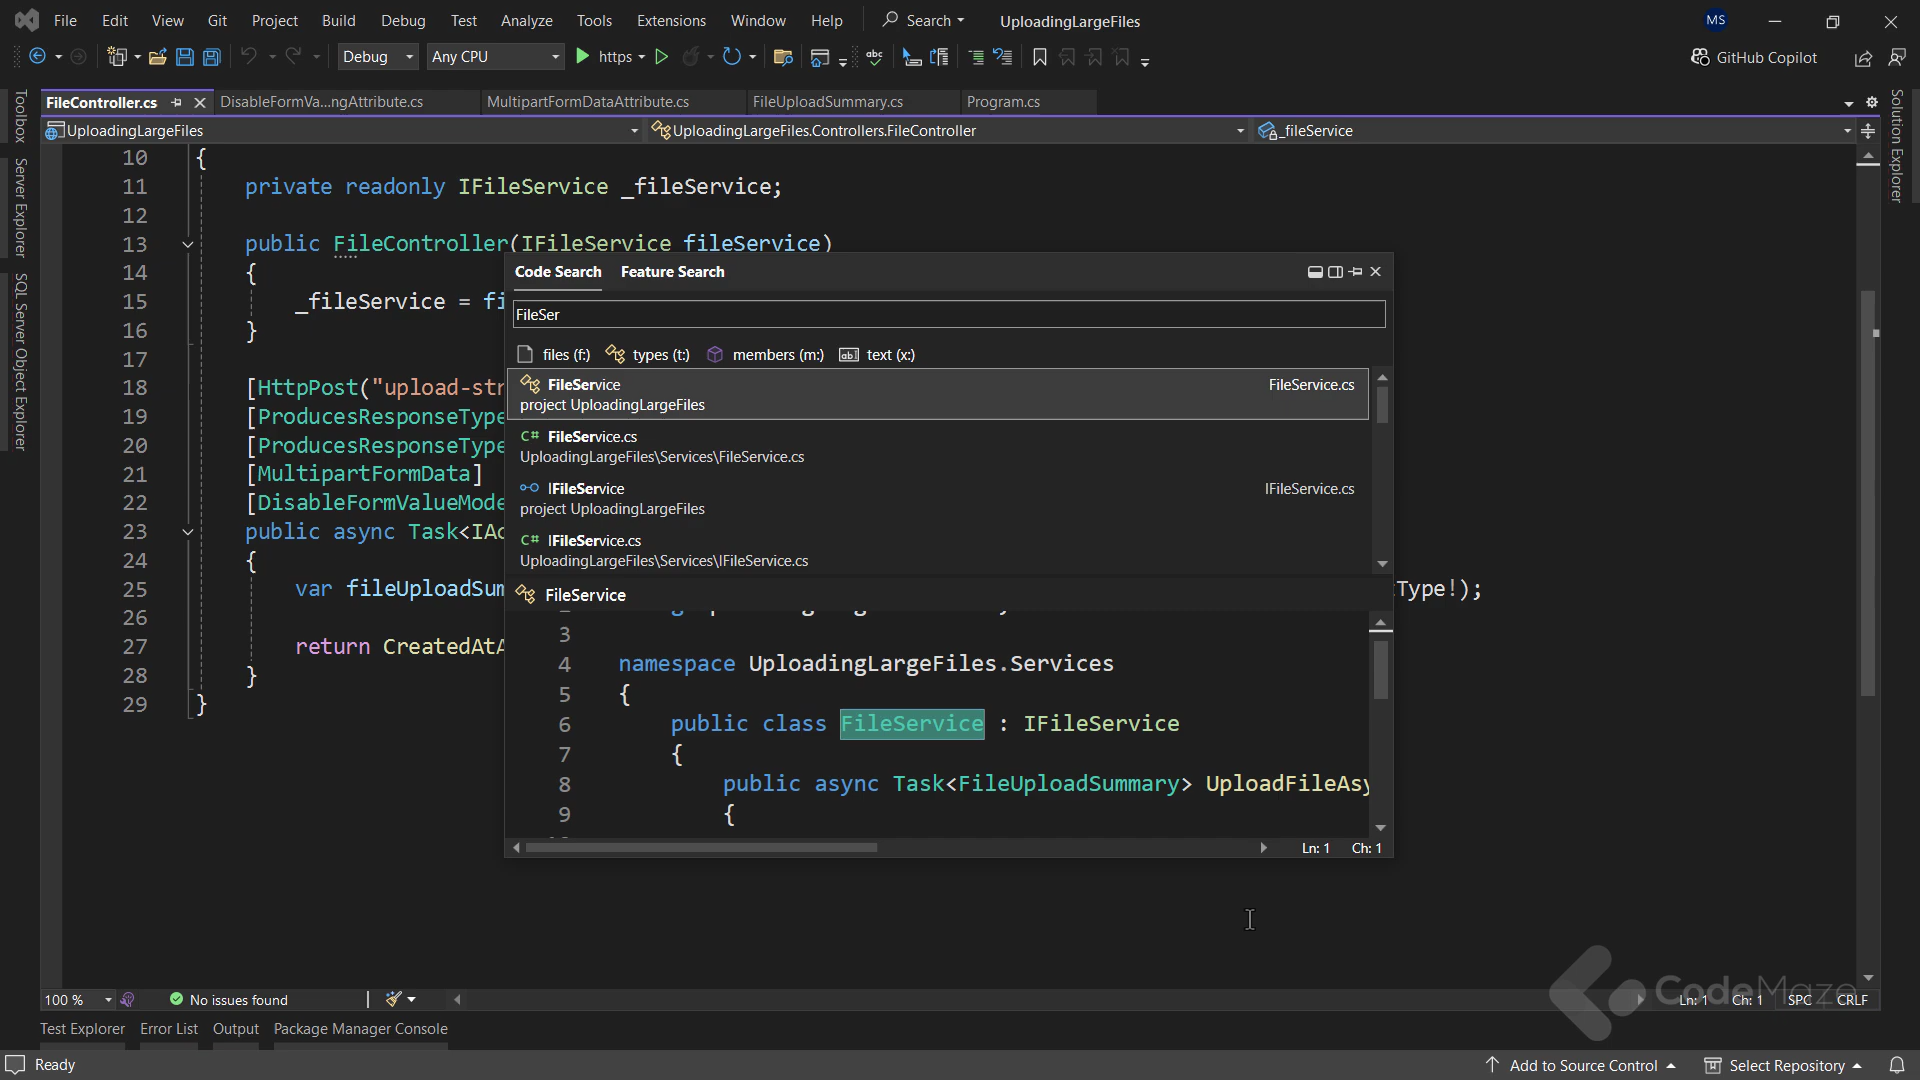 File Edit View Git Project Build Debug Test Analyze Tools Extensions Window Help Search UploadingLargeFiles MS
Debug Any CPU https abc GitHub Copilot
FileController.cs DisableFormVa...ngAttribute.cs MultipartFormDataAttribute.cs FileUploadSummary.cs Program.cs
UploadingLargeFiles UploadingLargeFiles.Controllers.FileController _fileService
Toolbox
Server Explorer
SQL Server Object Explorer
Solution Explorer
10 {
11 private readonly IFileService _fileService;
12
13 public FileController(IFileService fileService)
14 {
15 _fileService = fi
16 }
17
18 [HttpPost("upload-str
19 [ProducesResponseType
20 [ProducesResponseType
21 [MultipartFormData]
22 [DisableFormValueMode
23 public async Task<IAc
24 {
25 var fileUploadSum Type!);
26
27 return CreatedAtA
28 }
29 }
Code Search Feature Search
FileSer
files (f:) types (t:) ab members (m:) text (x:)
FileService FileService.cs
project UploadingLargeFiles
C# FileService.cs
UploadingLargeFiles\Services\FileService.cs
IFileService IFileService.cs
project UploadingLargeFiles
C# IFileService.cs
UploadingLargeFiles\Services\IFileService.cs
FileService
3
4 namespace UploadingLargeFiles.Services
5 {
6 public class FileService : IFileService
7 {
8 public async Task<FileUploadSummary> UploadFileAsy
9 {
Ln: 1 Ch: 1
CodeMaze
100 % No issues found Ln: 1 Ch: 1 SPC CRLF
Test Explorer Error List Output Package Manager Console
Ready Add to Source Control Select Repository